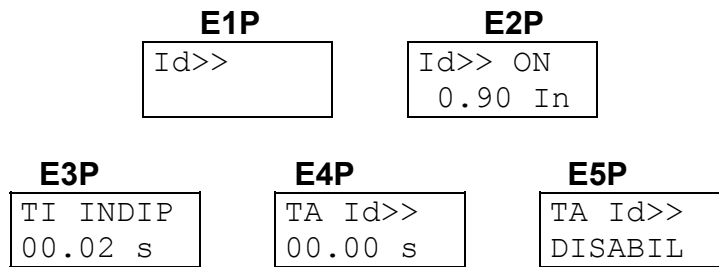 E1P
Id>>
E2P
Id>> ON
0.90 In
E3P
TI INDIP
00.02 s
E4P
TA Id>>
00.00 s
E5P
TA Id>>
DISABIL